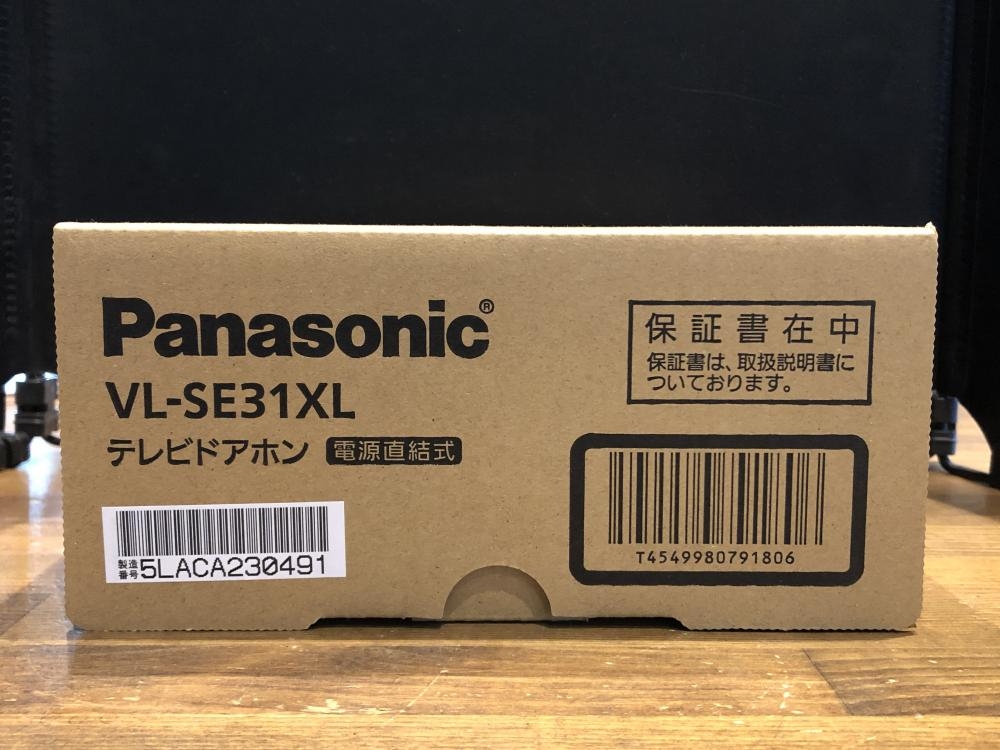 Panasonic®
VL-SE31XL
テレビドアホン 電源直結式
製造番号 5LACA230491
保証書在中
保証書は、取扱説明書に
ついております。
T4549980791806